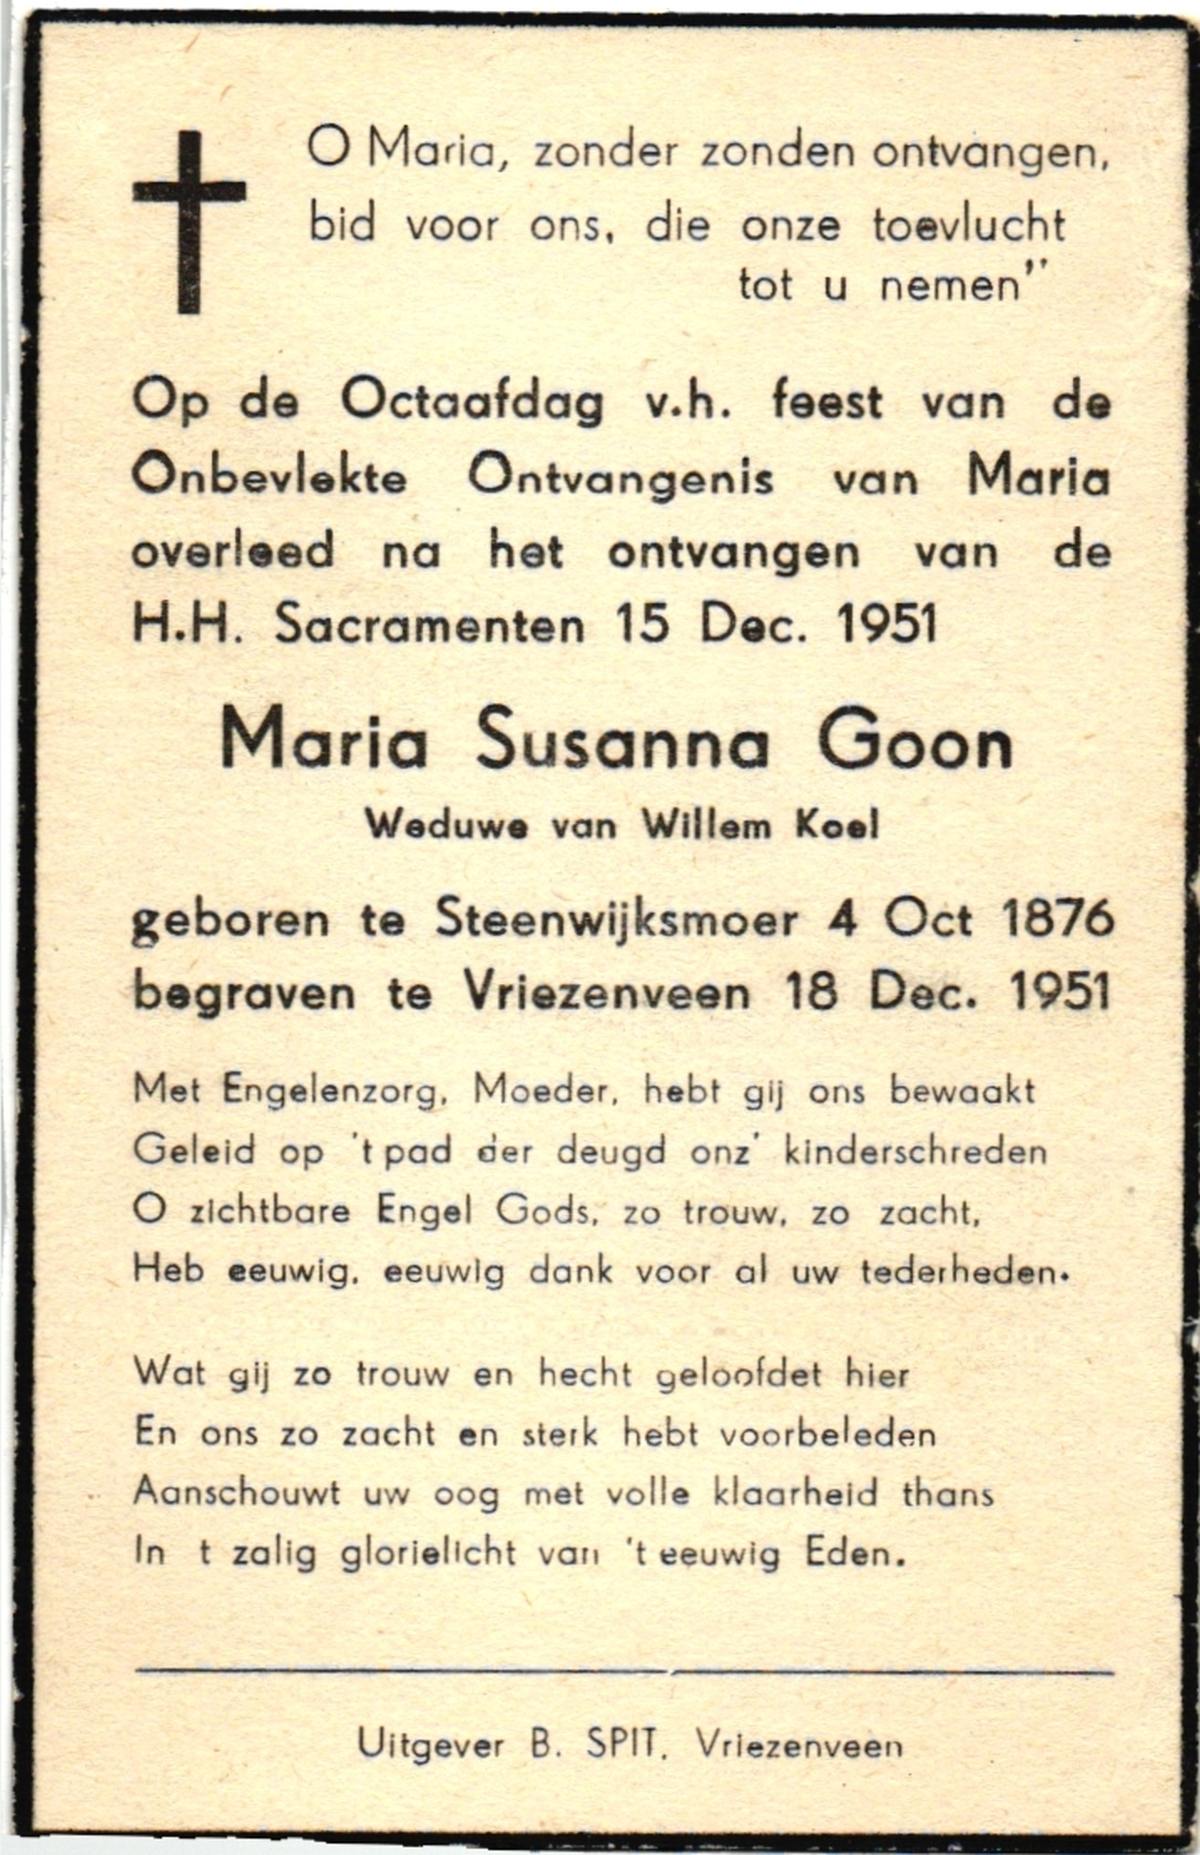 O Maria, zonder zonden ontvangen,
bid voor ons, die onze toevlucht
tot u nemen"
Op de Octaafdag v.h. feest van de
Onbevlekte Ontvangenis van Maria
overleed na het ontvangen van de
H.H. Sacramenten 15 Dec. 1951
Maria Susanna Goon
Weduwe van Willem Koel
geboren te Steenwijksmoer 4 Oct 1876
begraven te Vriezenveen 18 Dec. 1951
Met Engelenzorg, Moeder, hebt gij ons bewaakt
Geleid op 't pad der deugd onz' kinderschreden
O zichtbare Engel Gods, zo trouw, zo zacht,
Heb eeuwig, eeuwig dank voor al uw tederheden.
Wat gij zo trouw en hecht geloofdet hier
En ons zo zacht en sterk hebt voorbeleden
Aanschouwt uw oog met volle klaarheid thans
In t zalig glorielicht van 't eeuwig Eden.
Uitgever B. SPIT, Vriezenveen